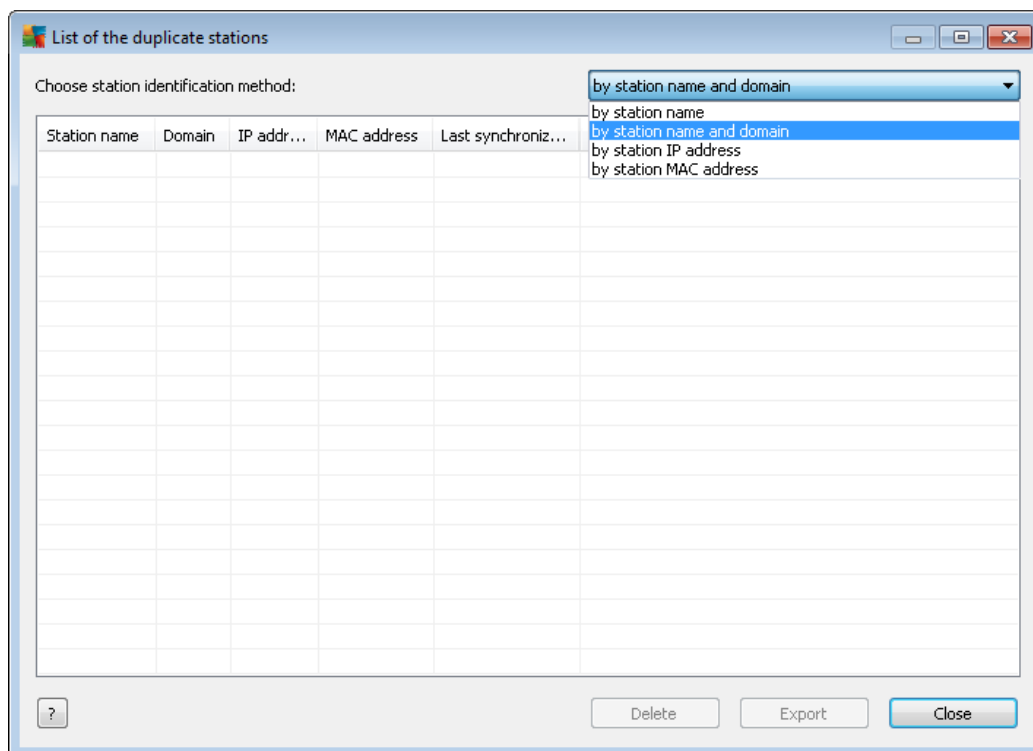 List of the duplicate stations
Choose station identification method:
by station name and domain
by station name
by station name and domain
by station IP address
by station MAC address
Station name Domain IP addr... MAC address Last synchroniz...
? Delete Export Close